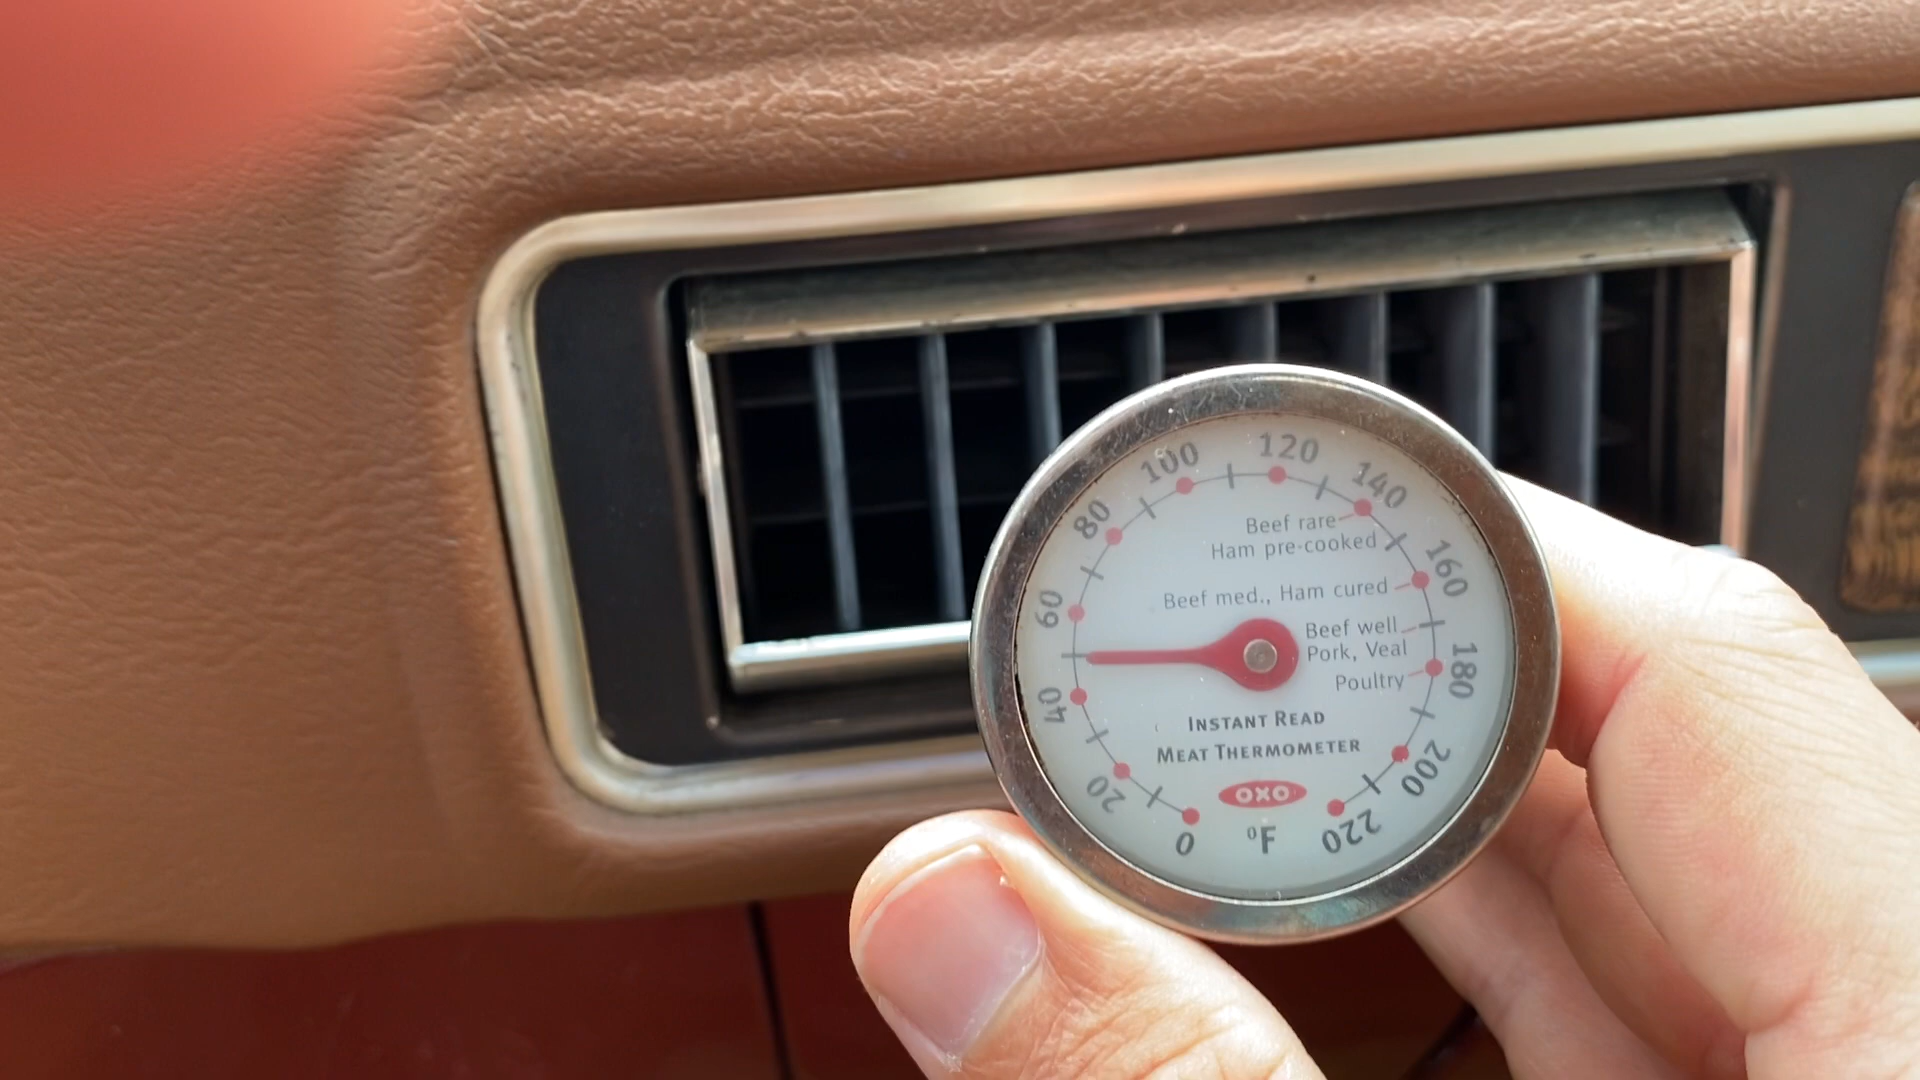 0
20
40
60
80
100
120
140
160
180
200
220
Beef rare
Ham pre-cooked
Beef med., Ham cured
Beef well
Pork, Veal
Poultry
INSTANT READ
MEAT THERMOMETER
OXO
°F